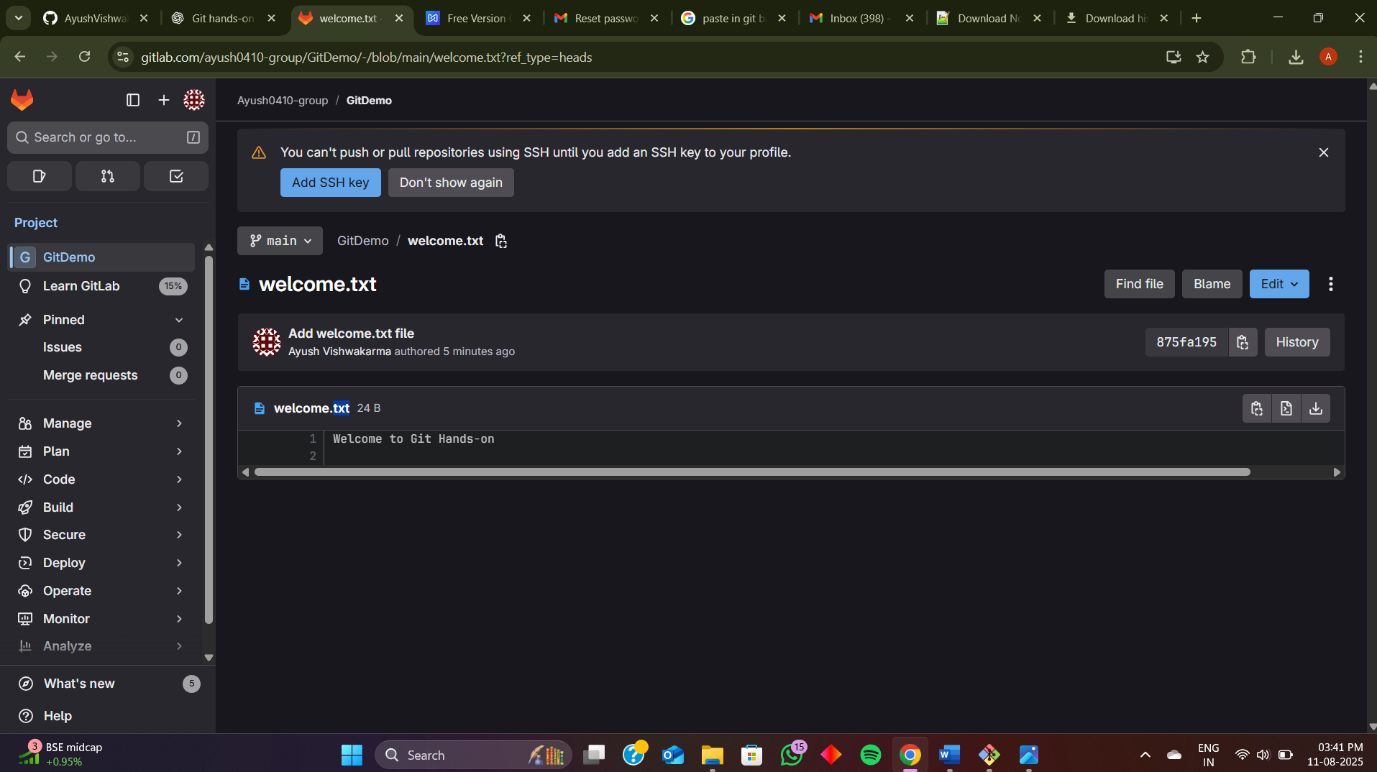 AyushVishwa
Git hands-on
welcome.txt
Free Version
Reset passwo
paste in git b
Inbox (398) -
Download No
Download hi
gitlab.com/ayush0410-group/GitDemo/-/blob/main/welcome.txt?ref_type=heads
A
Ayush0410-group / GitDemo
Search or go to... /
You can't push or pull repositories using SSH until you add an SSH key to your profile.
Add SSH key
Don't show again
Project
G GitDemo
Learn GitLab 15%
Pinned
Issues 0
Merge requests 0
Manage
Plan
Code
Build
Secure
Deploy
Operate
Monitor
Analyze
What's new 5
Help
main GitDemo / welcome.txt
welcome.txt
Find file
Blame
Edit
Add welcome.txt file
Ayush Vishwakarma authored 5 minutes ago
875fa195
History
welcome.txt 24 B
1 Welcome to Git Hands-on
2
3
BSE midcap
+0.95%
Search
15
ENG
IN
03:41 PM
11-08-2025